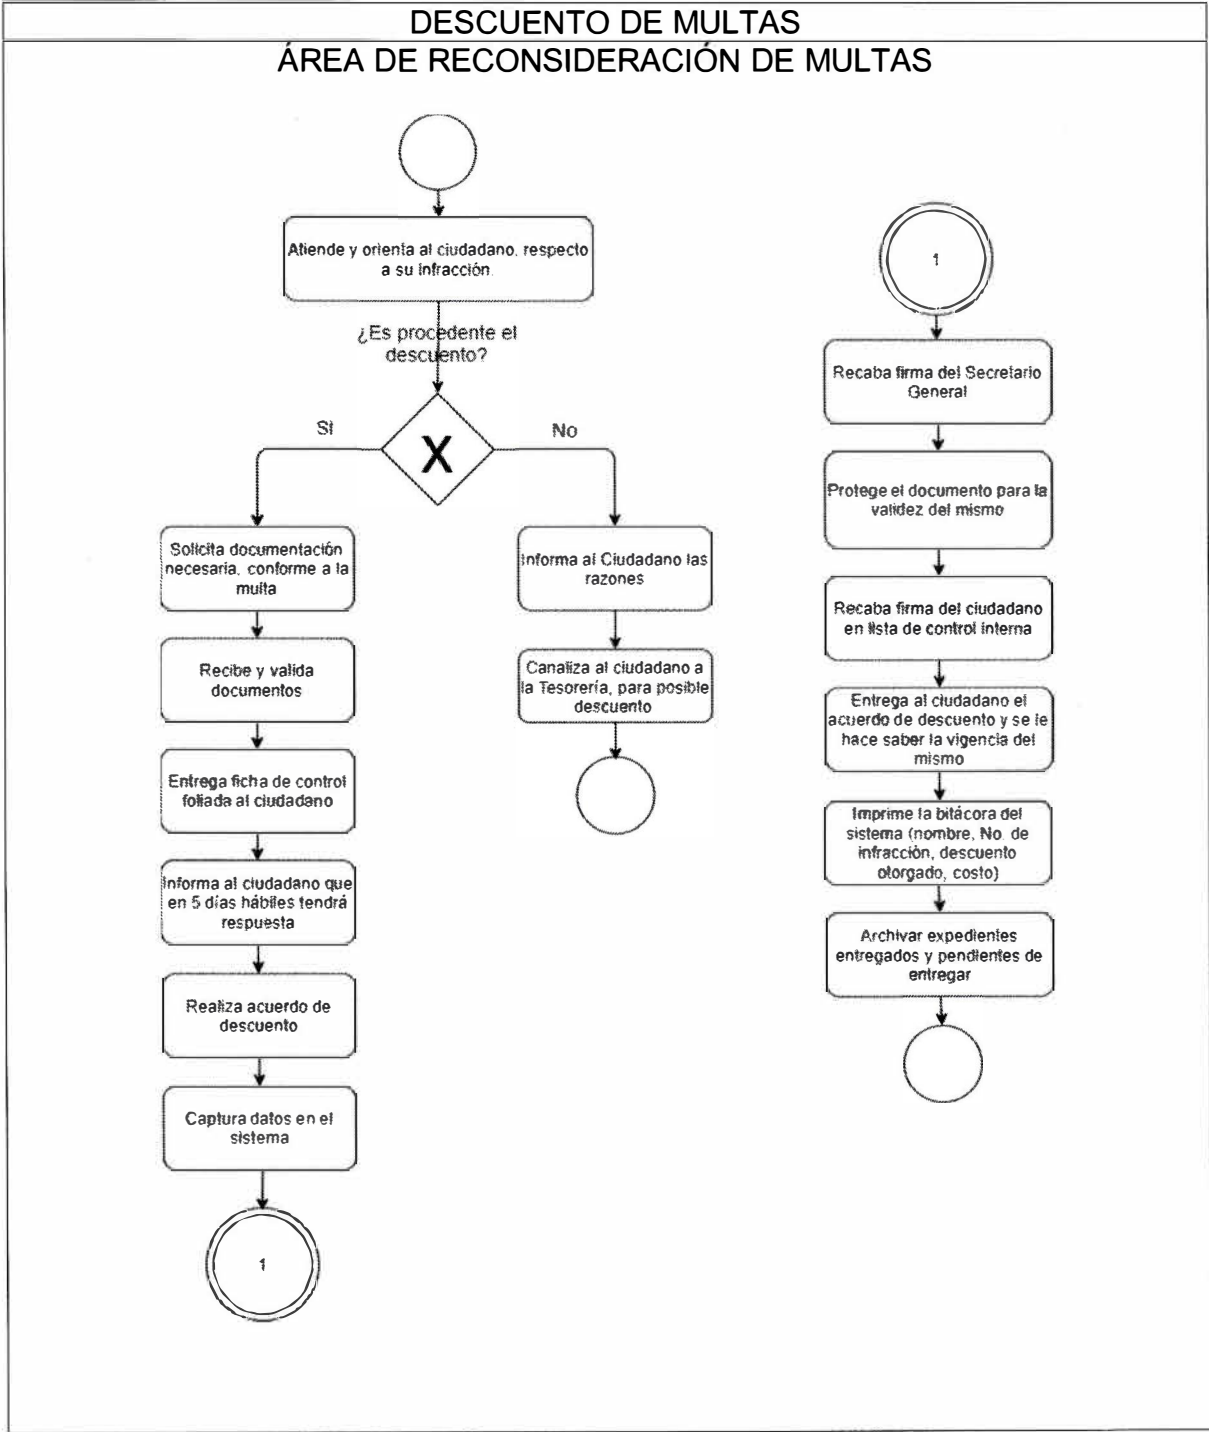 DESCUENTO DE MULTAS
ÁREA DE RECONSIDERACIÓN DE MULTAS
Atiende y orienta al ciudadano, respecto
a su infracción.
¿Es procedente el
descuento?
Si
X
No
Solicita documentación
necesaria, conforme a la
multa
Recibe y valida
documentos
Entrega ficha de control
foliada al ciudadano
Informa al ciudadano que
en 5 días hábiles tendrá
respuesta
Realiza acuerdo de
descuento
Captura datos en el
sistema
1
Informa al Ciudadano las
razones
Canaliza al ciudadano a
la Tesorería, para posible
descuento
1
Recaba firma del Secretario
General
Protege el documento para la
validez del mismo
Recaba firma del ciudadano
en lista de control interna
Entrega al ciudadano el
acuerdo de descuento y se le
hace saber la vigencia del
mismo
Imprime la bitácora del
sistema (nombre, No. de
infracción, descuento
otorgado, costo)
Archivar expedientes
entregados y pendientes de
entregar